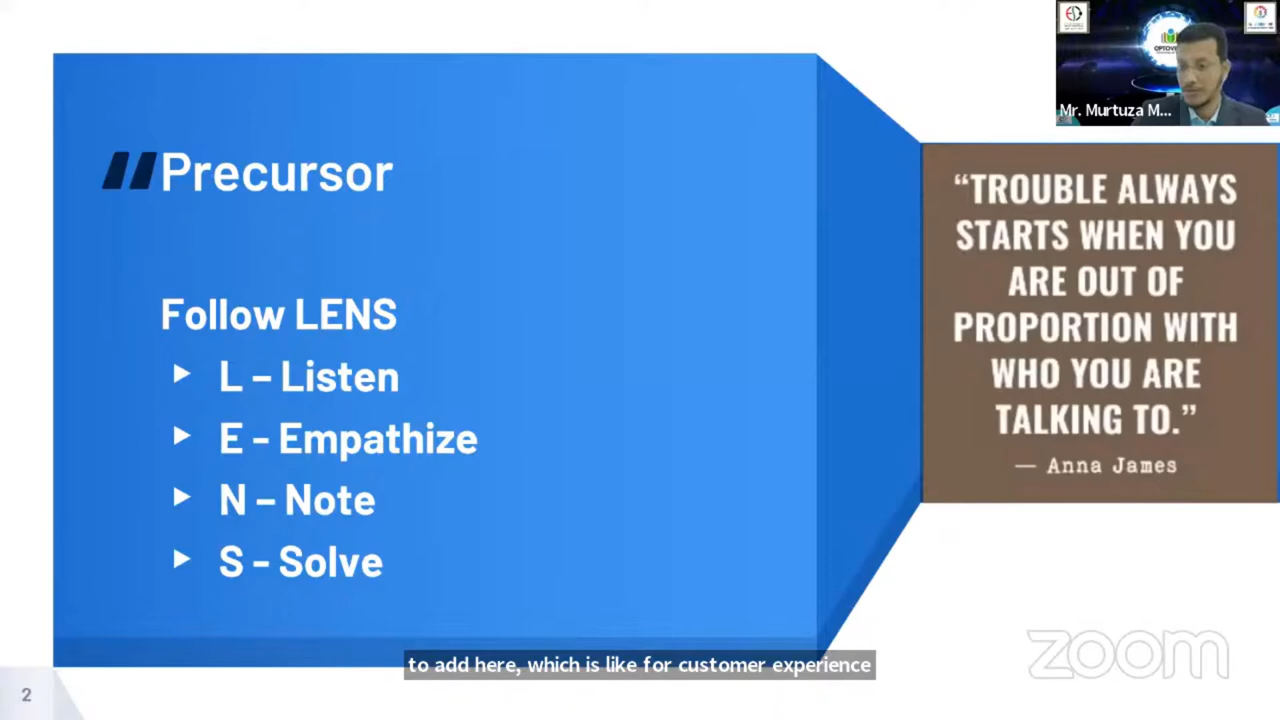 Precursor
Follow LENS
L – Listen
E - Empathize
N – Note
S - Solve
Mr. Murtuza M...
“TROUBLE ALWAYS
STARTS WHEN YOU
ARE OUT OF
PROPORTION WITH
WHO YOU ARE
TALKING TO.”
— Anna James
to add here, which is like for customer experience
zoom
2